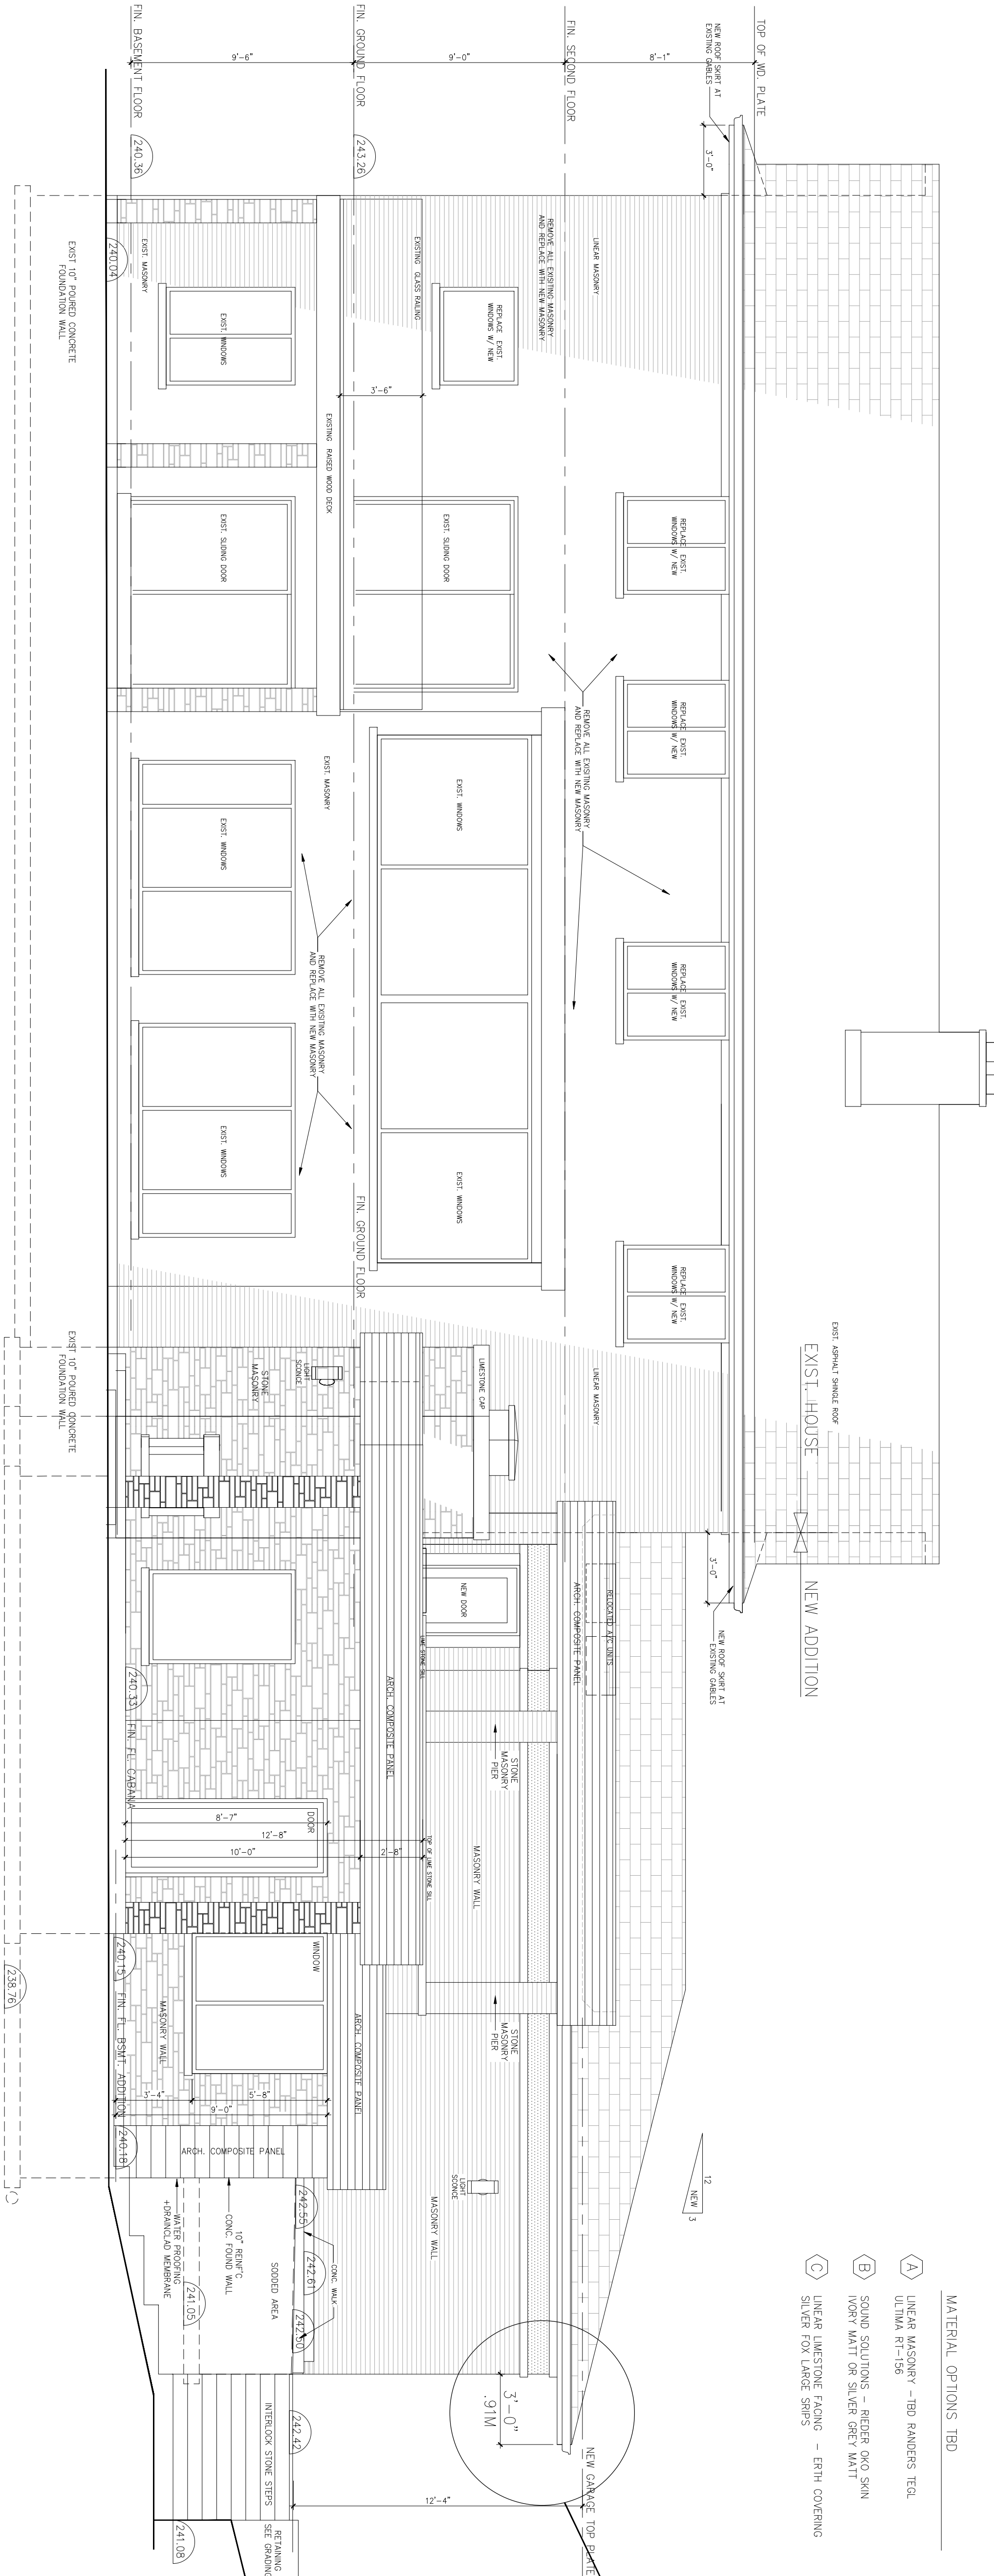 MATERIAL OPTIONS TBD
A
LINEAR MASONRY -TBD RANDERS TEGL
ULTIMA RT-156
B
SOUND SOLUTIONS - RIEDER OKO SKIN
IVORY MATT OR SILVER GREY MATT
C
LINEAR LIMESTONE FACING - ERTH COVERING
SILVER FOX LARGE SRIPS
TOP OF WD. PLATE
NEW ROOF SKIRT AT
EXISTING GABLES
3'-0"
8'-1"
FIN. SECOND FLOOR
9'-0"
FIN. GROUND FLOOR
243.26
9'-6"
FIN. BASEMENT FLOOR
240.36
240.04
EXIST 10" POURED CONCRETE
FOUNDATION WALL
LINEAR MASONRY
REMOVE ALL EXISITING MASONRY
AND REPLACE WITH NEW MASONRY
REPLACE EXIST.
WINDOWS W/ NEW
EXISTING GLASS RAILING
3'-6"
EXISTING RAISED WOOD DECK
EXIST. MASONRY
EXIST. WINDOWS
EXIST. SLIDING DOOR
EXIST. SLIDING DOOR
REPLACE EXIST.
WINDOWS W/ NEW
REPLACE EXIST.
WINDOWS W/ NEW
REPLACE EXIST.
WINDOWS W/ NEW
REPLACE EXIST.
WINDOWS W/ NEW
REMOVE ALL EXISITING MASONRY
AND REPLACE WITH NEW MASONRY
EXIST. WINDOWS
EXIST. WINDOWS
EXIST. MASONRY
EXIST. WINDOWS
REMOVE ALL EXISITING MASONRY
AND REPLACE WITH NEW MASONRY
EXIST. WINDOWS
FIN. GROUND FLOOR
EXIST. ASPHALT SHINGLE ROOF
EXIST. HOUSE
NEW ADDITION
3'-0"
NEW ROOF SKIRT AT
EXISTING GABLES
LINEAR MASONRY
LIMESTONE CAP
LIGHT
SCONCE
STONE
MASONRY
EXIST 10" POURED CONCRETE
FOUNDATION WALL
RELOCATED A/C UNITS
ARCH. COMPOSITE PANEL
NEW DOOR
LIME STONE SILL
STONE
MASONRY
PIER
ARCH. COMPOSITE PANEL
240.33
FIN. FL. CABANA
DOOR
8'-7"
12'-8"
10'-0"
2'-8"
TOP OF LIME STONE SILL
MASONRY WALL
STONE
MASONRY
PIER
WINDOW
MASONRY WALL
240.15
FIN. FL. BSMT. ADDITION
238.76
ARCH. COMPOSITE PANEL
3'-4"
5'-8"
9'-0"
240.18
ARCH. COMPOSITE PANEL
12
NEW
3
LIGHT
SCONCE
MASONRY WALL
WATER PROOFING
+DRAINCLAD MEMBRANE
10" REINF'C
CONC. FOUND WALL
242.55
242.61
242.50
CONC. WALK
SODDED AREA
241.05
3'-0"
.91M
242.42
INTERLOCK STONE STEPS
12'-4"
NEW GARAGE TOP PLATE
241.08
RETAINING
SEE GRADING